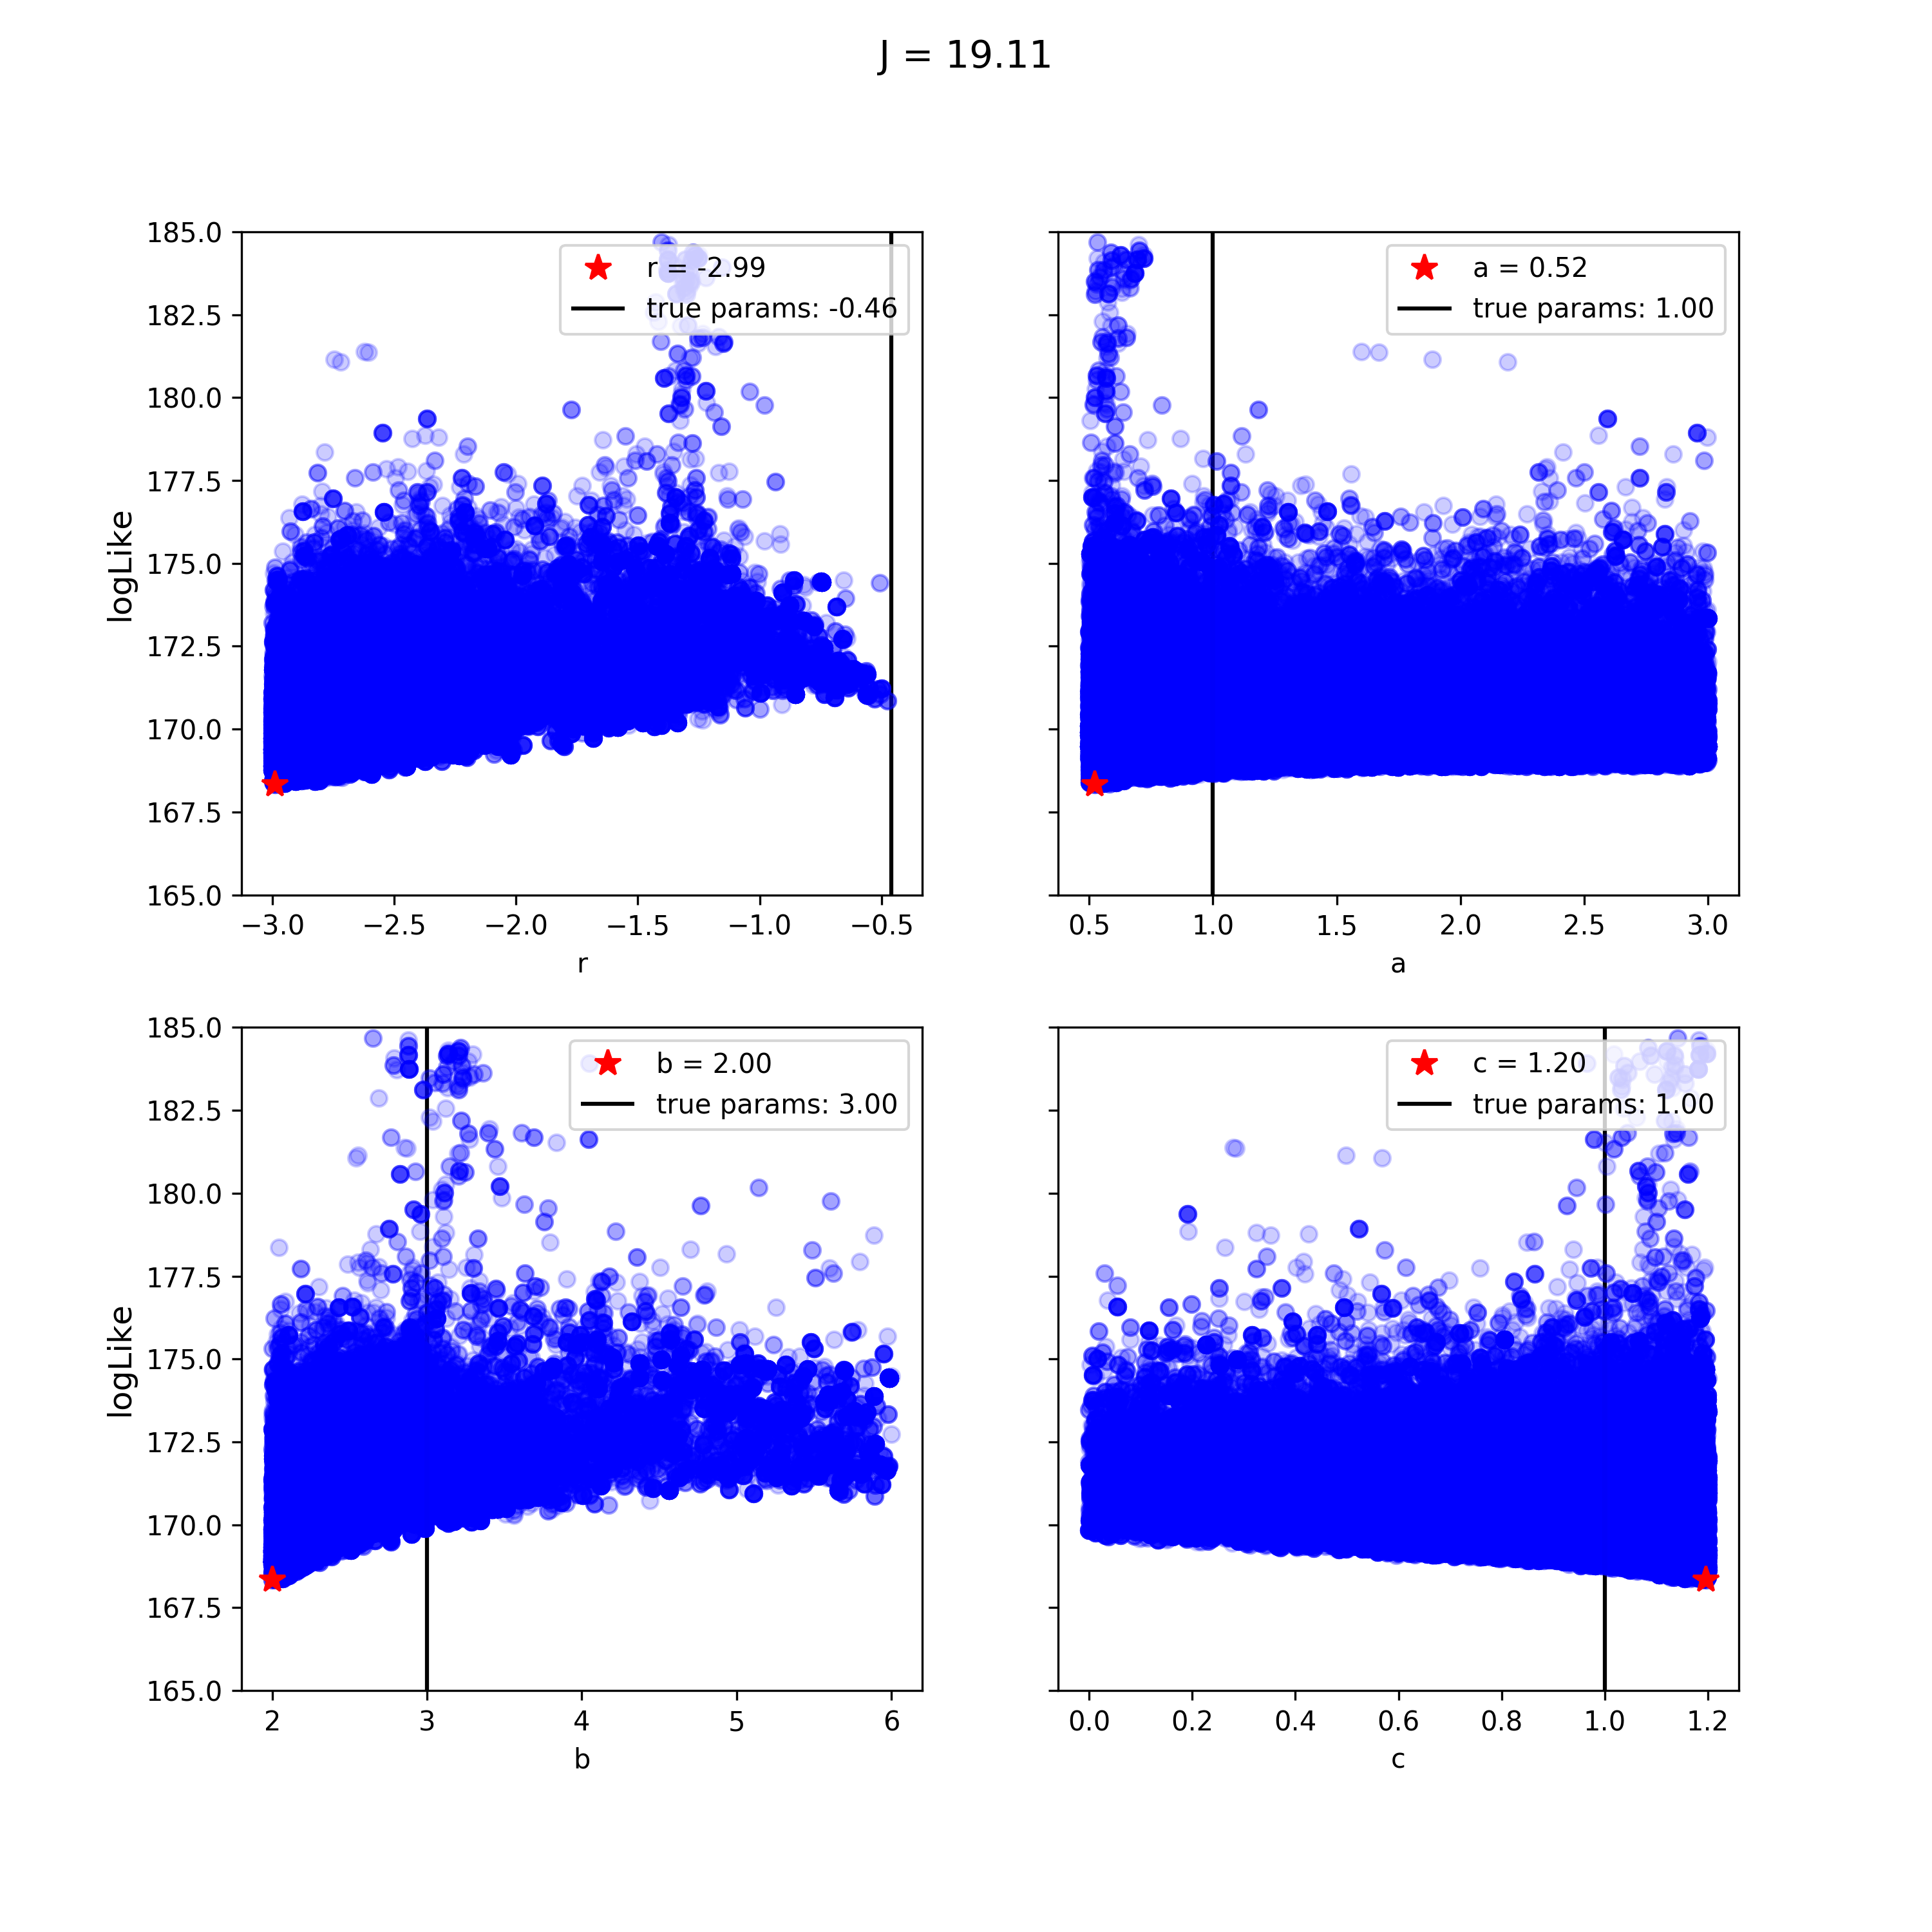 J = 19.11
185.0
182.5
180.0
177.5
175.0
172.5
170.0
167.5
165.0
logLike
r = -2.99
true params: -0.46
−3.0 −2.5 −2.0 −1.5 −1.0 −0.5
r
a = 0.52
true params: 1.00
0.5 1.0 1.5 2.0 2.5 3.0
a
185.0
182.5
180.0
177.5
175.0
172.5
170.0
167.5
165.0
logLike
b = 2.00
true params: 3.00
2 3 4 5 6
b
c = 1.20
true params: 1.00
0.0 0.2 0.4 0.6 0.8 1.0 1.2
c